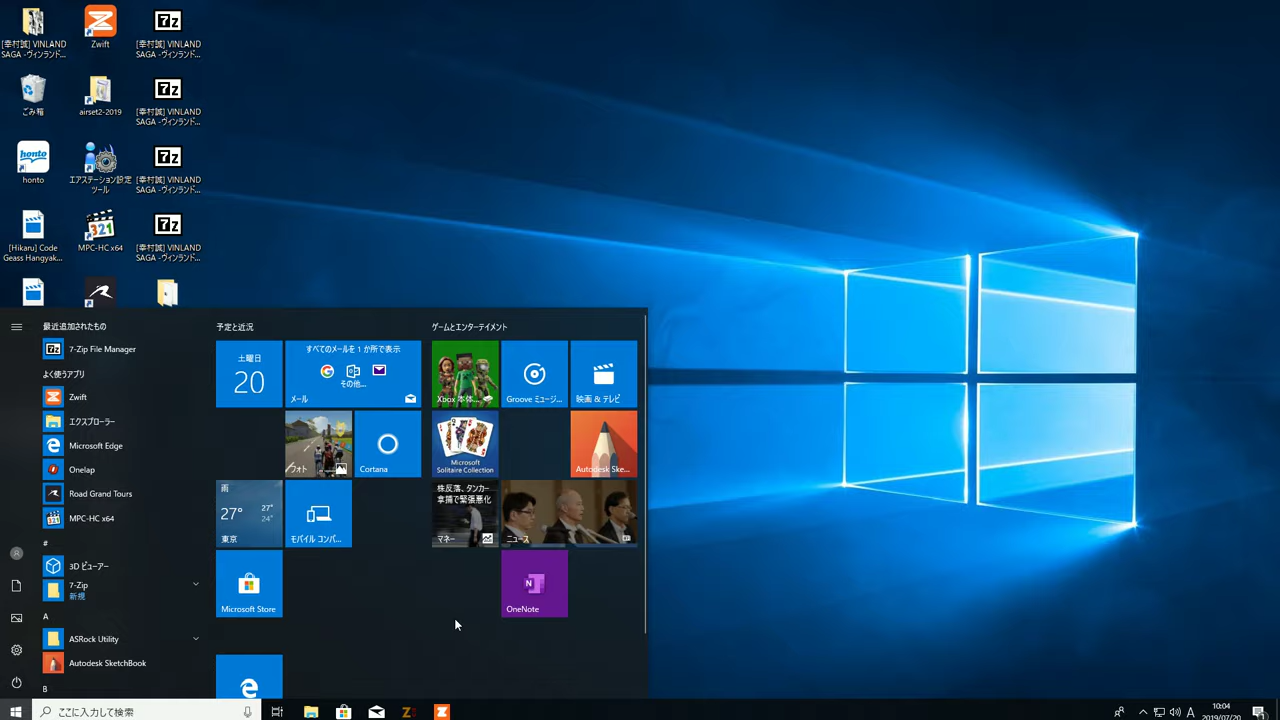 [幸村誠] VINLAND
SAGA -ヴィンランド...
Zwift
7z
[幸村誠] VINLAND
SAGA -ヴィンランド...
ごみ箱
airset2-2019
7z
[幸村誠] VINLAND
SAGA -ヴィンランド...
honto
honto
エアステーション設定
ツール
7z
[幸村誠] VINLAND
SAGA -ヴィンランド...
[Hikaru] Code
Geass Hangyak...
321
MPC-HC x64
7z
[幸村誠] VINLAND
SAGA -ヴィンランド...
最近追加されたもの
7z
7-Zip File Manager
よく使うアプリ
Zwift
エクスプローラー
Microsoft Edge
Onelap
Road Grand Tours
MPC-HC x64
#
3D ビューアー
7-Zip
新規
A
ASRock Utility
Autodesk SketchBook
B
予定と近況
土曜日
20
すべてのメールを 1 か所で表示
その他...
メール
フォト
Cortana
雨
27°
27°
24°
東京
モバイル コンパ...
Microsoft Store
ゲームとエンターテイメント
Xbox 本体...
Groove ミュージ...
映画 & テレビ
Microsoft
Solitaire Collection
Autodesk Ske...
株反落、タンカー
拿捕で緊張悪化
マネー
ニュース
N
OneNote
ここに入力して検索
A
10:04
2019/07/20